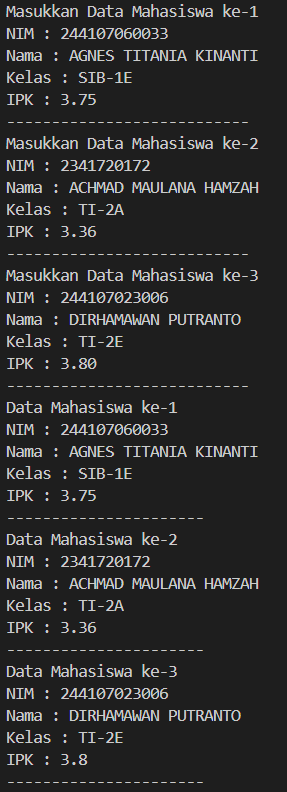 Masukkan Data Mahasiswa ke-1
NIM : 244107060033
Nama : AGNES TITANIA KINANTI
Kelas : SIB-1E
IPK : 3.75
---------------------------
Masukkan Data Mahasiswa ke-2
NIM : 2341720172
Nama : ACHMAD MAULANA HAMZAH
Kelas : TI-2A
IPK : 3.36
---------------------------
Masukkan Data Mahasiswa ke-3
NIM : 244107023006
Nama : DIRHAMAWAN PUTRANTO
Kelas : TI-2E
IPK : 3.80
---------------------------
Data Mahasiswa ke-1
NIM : 244107060033
Nama : AGNES TITANIA KINANTI
Kelas : SIB-1E
IPK : 3.75
----------------------
Data Mahasiswa ke-2
NIM : 2341720172
Nama : ACHMAD MAULANA HAMZAH
Kelas : TI-2A
IPK : 3.36
----------------------
Data Mahasiswa ke-3
NIM : 244107023006
Nama : DIRHAMAWAN PUTRANTO
Kelas : TI-2E
IPK : 3.8
----------------------